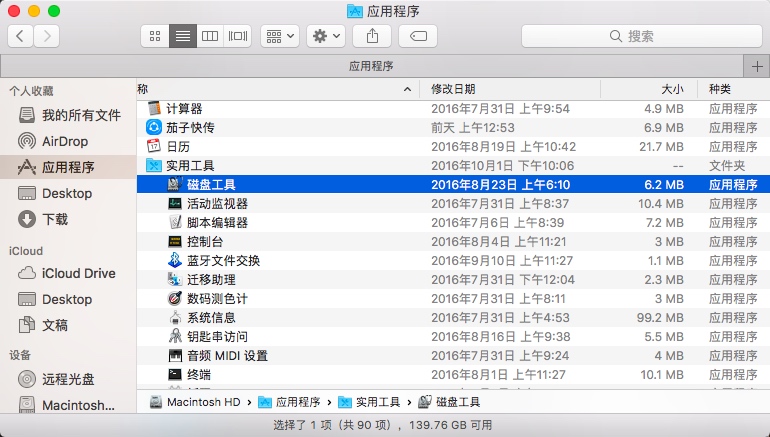 应用程序
搜索
应用程序
个人收藏
我的所有文件
AirDrop
应用程序
Desktop
下载
iCloud
iCloud Drive
Desktop
文稿
设备
远程光盘
Macintosh...
称 修改日期 大小 种类
计算器 2016年7月31日 上午9:54 4.9 MB 应用程序
茄子快传 前天 上午12:53 6.9 MB 应用程序
日历 2016年8月19日 上午10:42 21.7 MB 应用程序
实用工具 2016年10月1日 下午10:06 -- 文件夹
磁盘工具 2016年8月23日 上午6:10 6.2 MB 应用程序
活动监视器 2016年7月31日 上午8:37 10.4 MB 应用程序
脚本编辑器 2016年7月6日 上午8:39 7.2 MB 应用程序
控制台 2016年8月4日 上午11:21 3 MB 应用程序
蓝牙文件交换 2016年9月10日 上午11:27 1.1 MB 应用程序
迁移助理 2016年7月31日 下午12:04 2.3 MB 应用程序
数码测色计 2016年7月31日 上午8:11 3 MB 应用程序
系统信息 2016年7月31日 上午4:53 99.2 MB 应用程序
钥匙串访问 2016年8月16日 上午9:38 5.5 MB 应用程序
音频 MIDI 设置 2016年7月31日 上午9:24 4 MB 应用程序
终端 2016年8月1日 上午11:27 10.1 MB 应用程序
Macintosh HD 应用程序 实用工具 磁盘工具
选择了 1 项（共 90 项），139.76 GB 可用